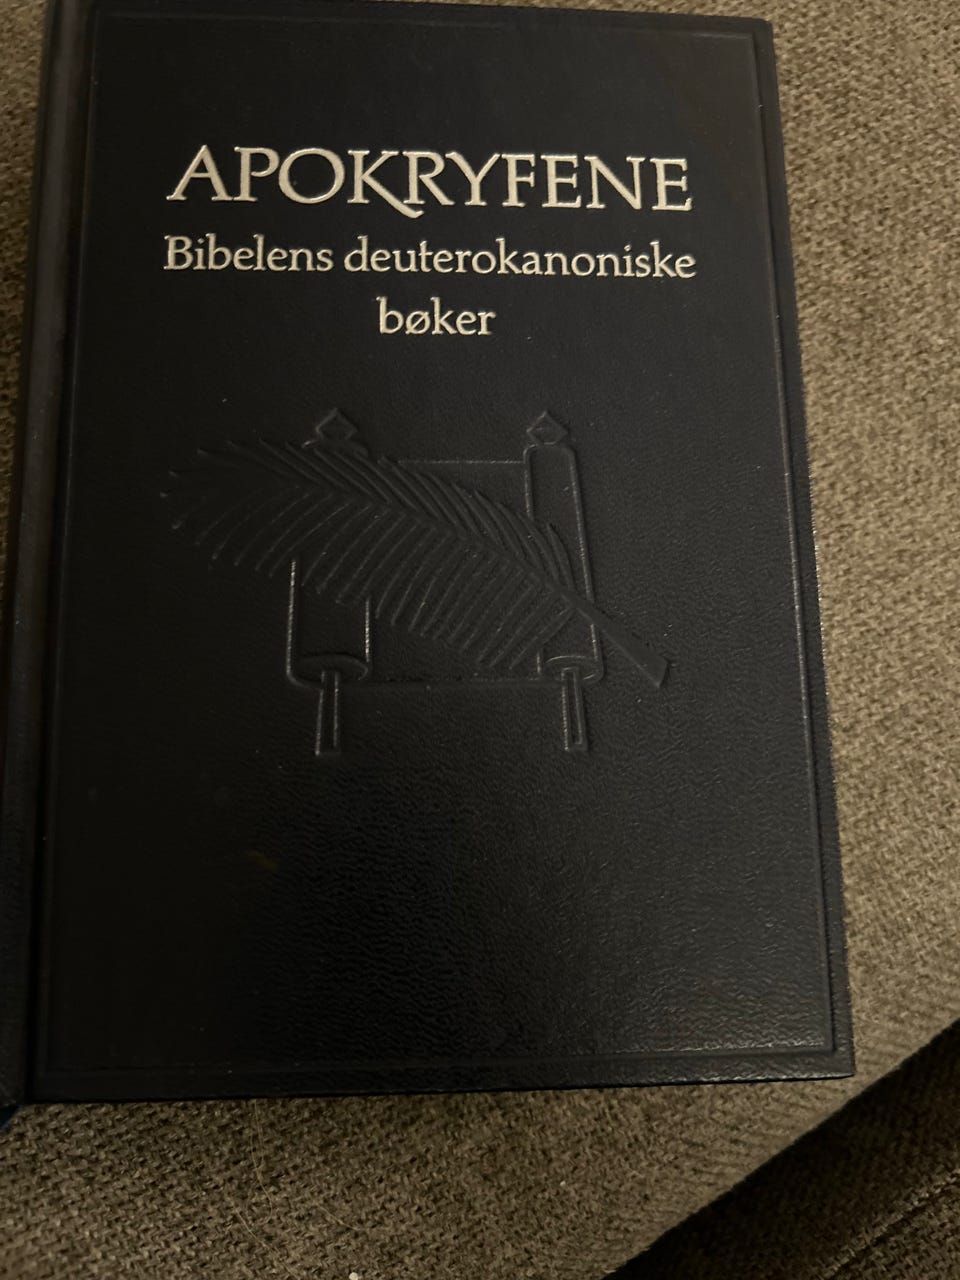 APOKRYFENE
Bibelens deuterokanoniske
bøker